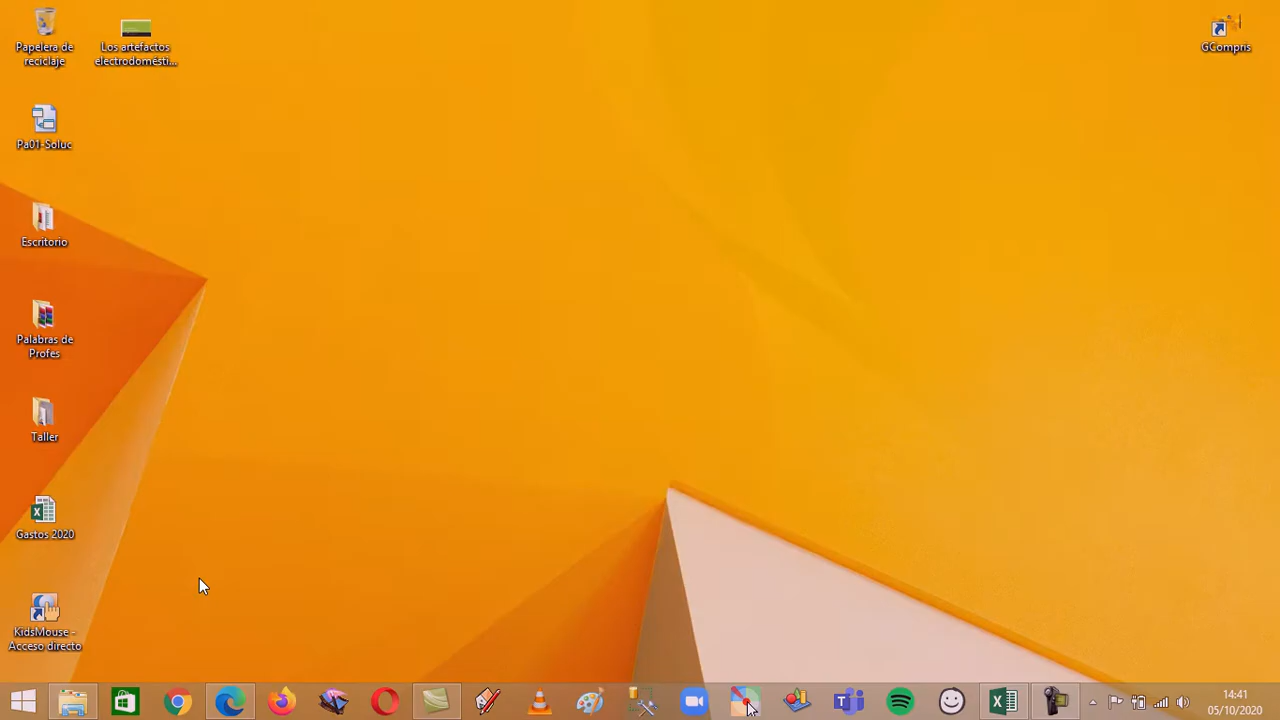 Papelera de
reciclaje
Los artefactos
electrodomésti...
GCompris
Pa01-Soluc
Escritorio
Palabras de
Profes
Taller
Gastos 2020
KidsMouse -
Acceso directo
14:41
05/10/2020